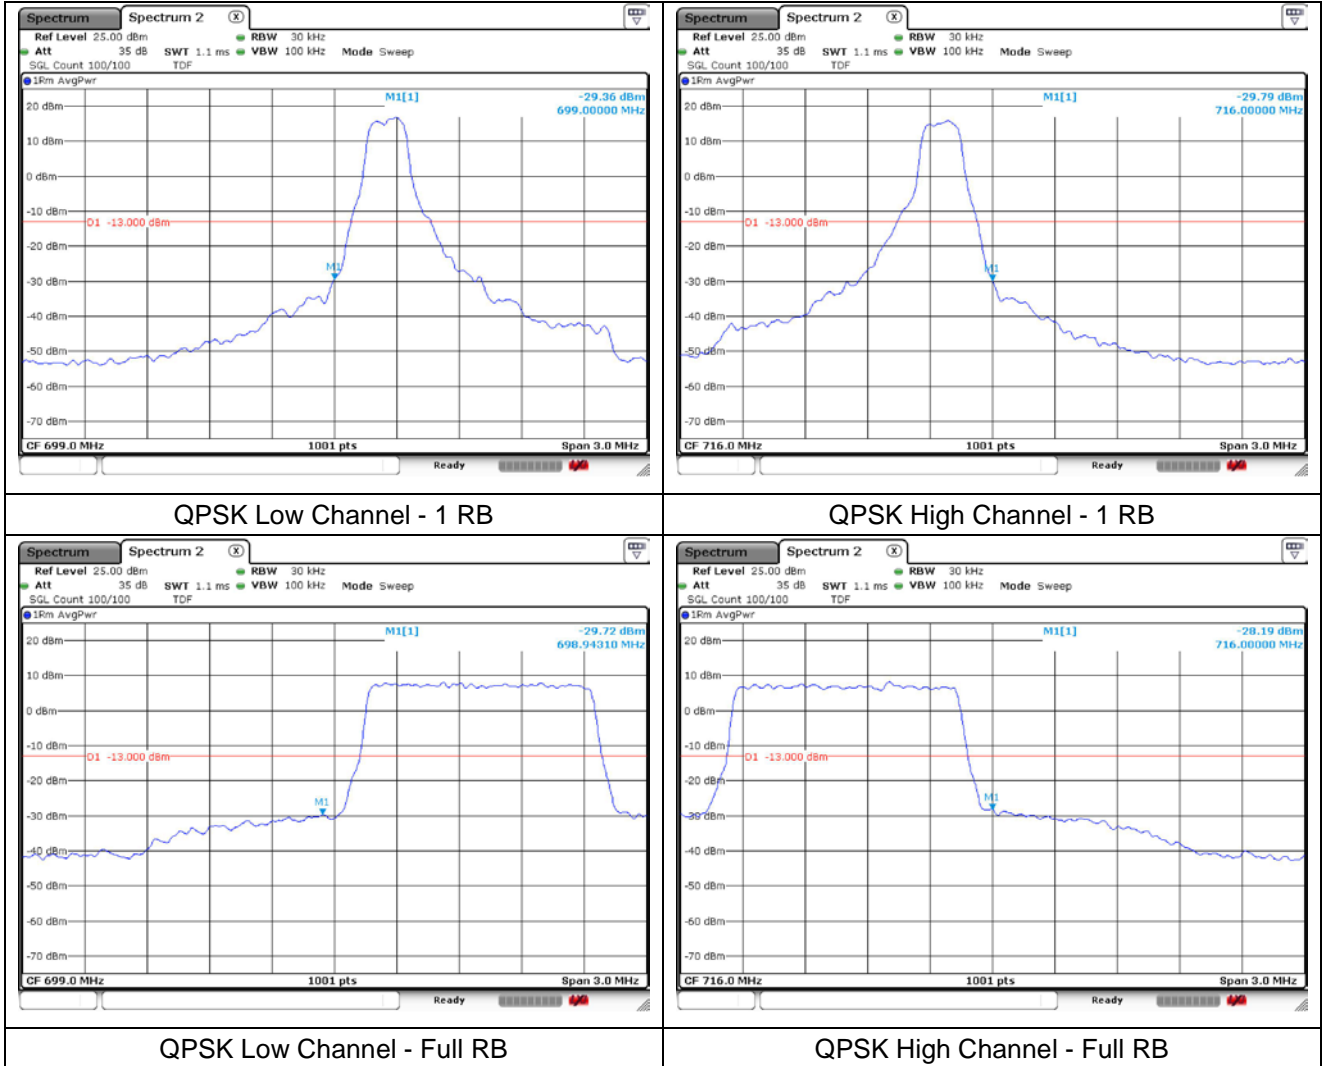 Spectrum Spectrum 2 X
Ref Level 25.00 dBm RBW 30 kHz
Att 35 dB SWT 1.1 ms VBW 100 kHz Mode Sweep
SGL Count 100/100 TDF
1Rm AvgPwr
M1[1] -29.36 dBm
699.00000 MHz
20 dBm
10 dBm
0 dBm
-10 dBm
D1 -13.000 dBm
-20 dBm
M1
-30 dBm
-40 dBm
-50 dBm
-60 dBm
-70 dBm
CF 699.0 MHz 1001 pts Span 3.0 MHz
Ready
QPSK Low Channel - 1 RB
Spectrum Spectrum 2 X
Ref Level 25.00 dBm RBW 30 kHz
Att 35 dB SWT 1.1 ms VBW 100 kHz Mode Sweep
SGL Count 100/100 TDF
1Rm AvgPwr
M1[1] -29.79 dBm
716.00000 MHz
20 dBm
10 dBm
0 dBm
-10 dBm
D1 -13.000 dBm
-20 dBm
M1
-30 dBm
-40 dBm
-50 dBm
-60 dBm
-70 dBm
CF 716.0 MHz 1001 pts Span 3.0 MHz
Ready
QPSK High Channel - 1 RB
Spectrum Spectrum 2 X
Ref Level 25.00 dBm RBW 30 kHz
Att 35 dB SWT 1.1 ms VBW 100 kHz Mode Sweep
SGL Count 100/100 TDF
1Rm AvgPwr
M1[1] -29.72 dBm
698.94310 MHz
20 dBm
10 dBm
0 dBm
-10 dBm
D1 -13.000 dBm
-20 dBm
M1
-30 dBm
-40 dBm
-50 dBm
-60 dBm
-70 dBm
CF 699.0 MHz 1001 pts Span 3.0 MHz
Ready
QPSK Low Channel - Full RB
Spectrum Spectrum 2 X
Ref Level 25.00 dBm RBW 30 kHz
Att 35 dB SWT 1.1 ms VBW 100 kHz Mode Sweep
SGL Count 100/100 TDF
1Rm AvgPwr
M1[1] -28.19 dBm
716.00000 MHz
20 dBm
10 dBm
0 dBm
-10 dBm
D1 -13.000 dBm
-20 dBm
M1
-30 dBm
-40 dBm
-50 dBm
-60 dBm
-70 dBm
CF 716.0 MHz 1001 pts Span 3.0 MHz
Ready
QPSK High Channel - Full RB